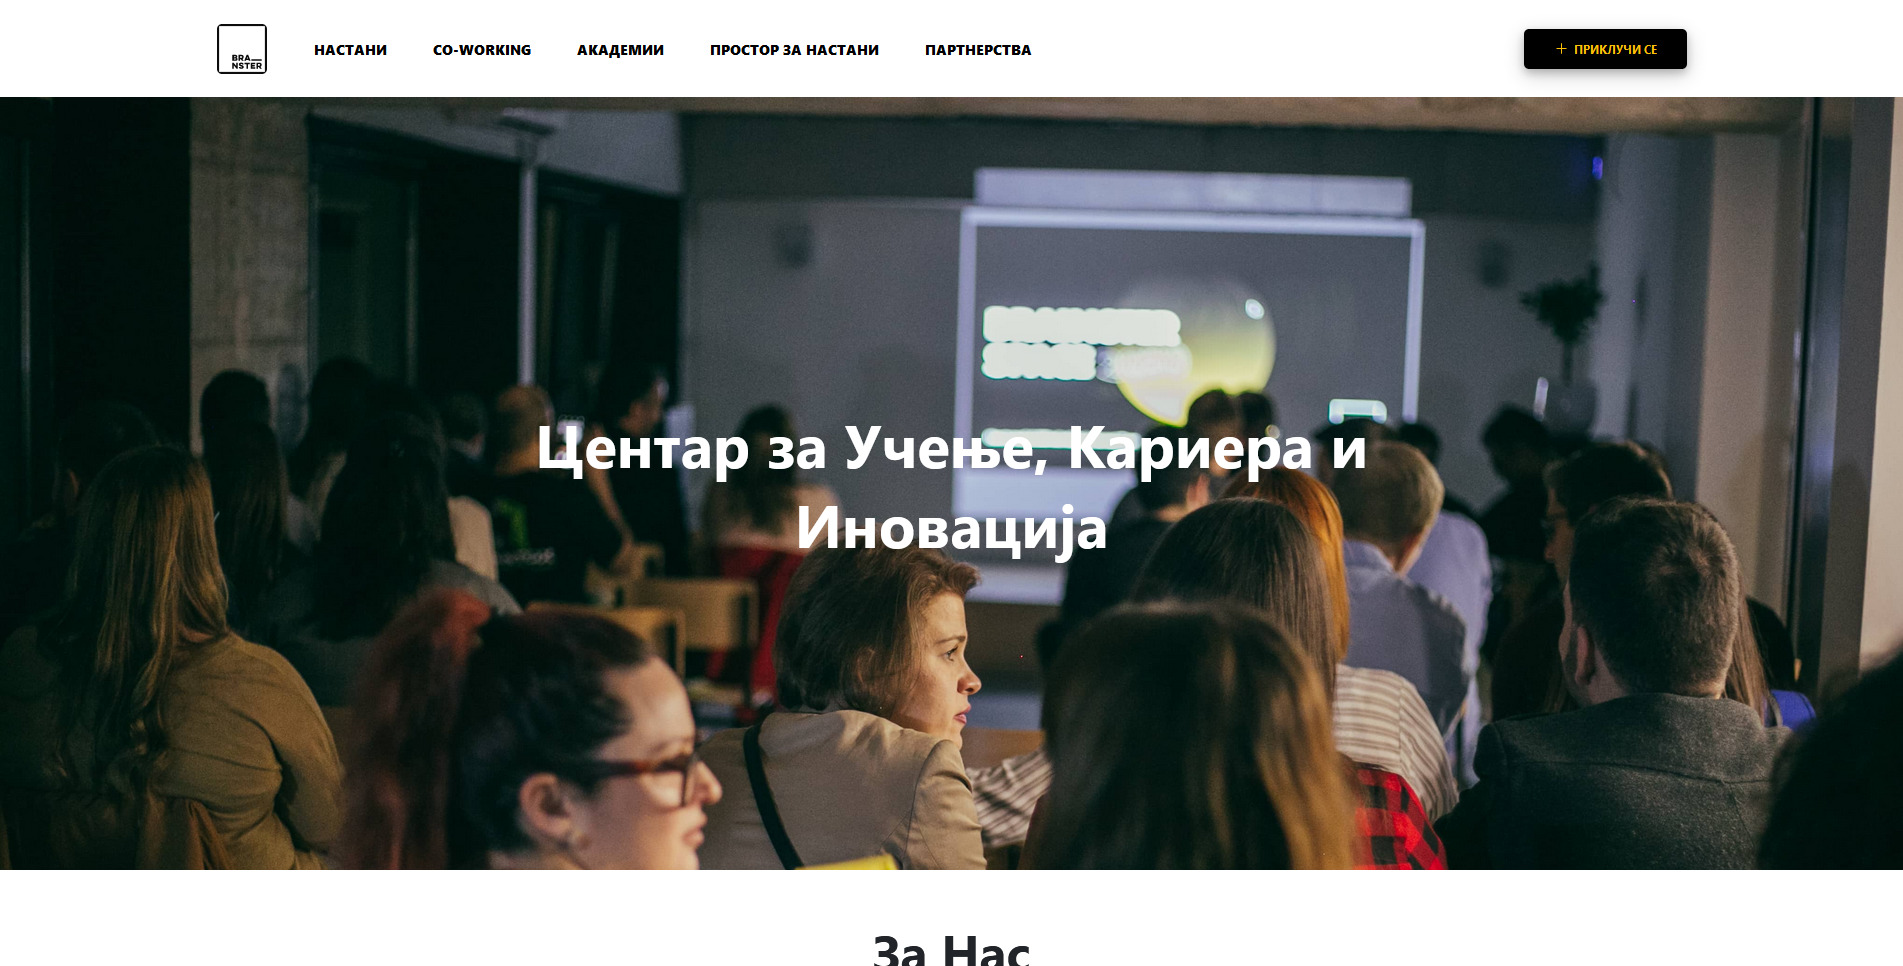 BRA_
NSTER
НАСТАНИ
CO-WORKING
АКАДЕМИИ
ПРОСТОР ЗА НАСТАНИ
ПАРТНЕРСТВА
+ ПРИКЛУЧИ СЕ
Центар за Учење, Кариера и
Иновација
За Нас